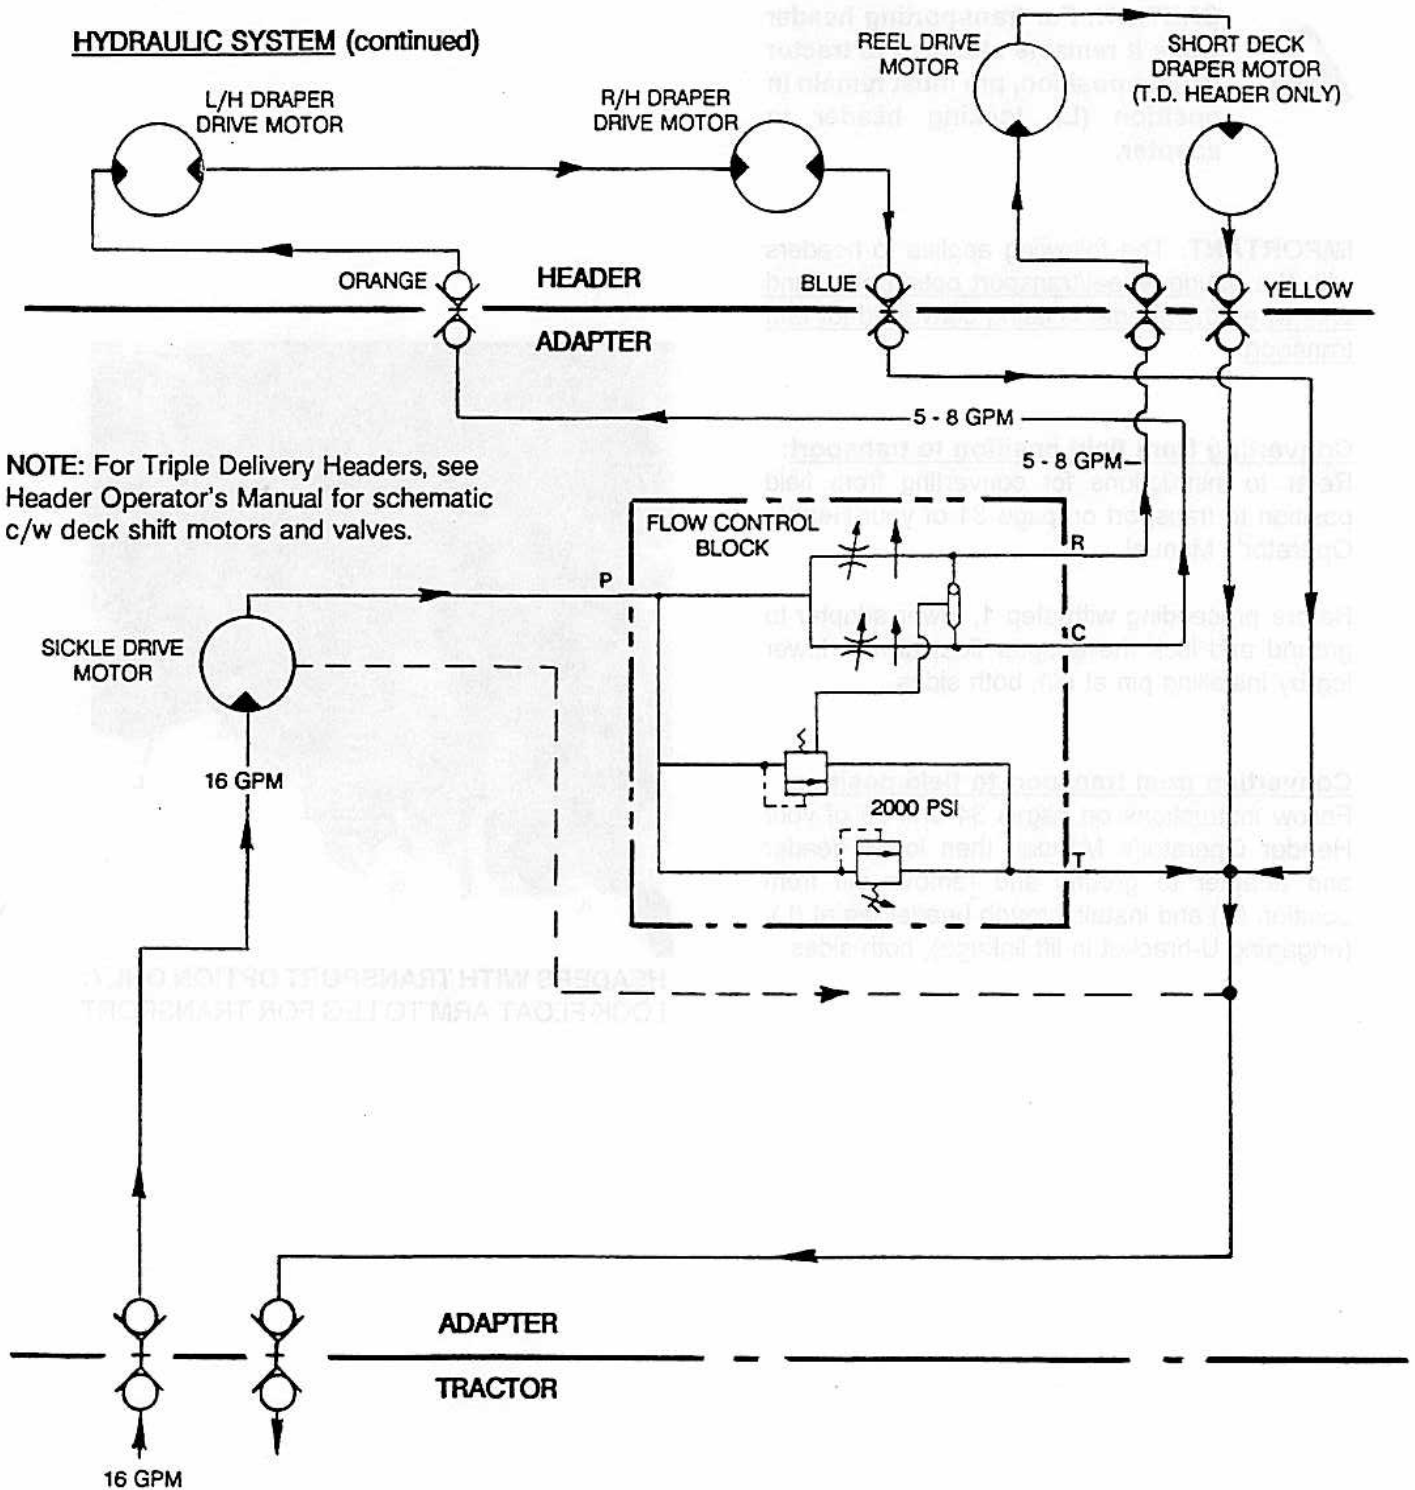 HYDRAULIC SYSTEM (continued)
REEL DRIVE
MOTOR
SHORT DECK
DRAPER MOTOR
(T.D. HEADER ONLY)
L/H DRAPER
DRIVE MOTOR
R/H DRAPER
DRIVE MOTOR
ORANGE
HEADER
BLUE
YELLOW
ADAPTER
5 - 8 GPM
5 - 8 GPM
NOTE: For Triple Delivery Headers, see
Header Operator's Manual for schematic
c/w deck shift motors and valves.
FLOW CONTROL
BLOCK
R
P
C
SICKLE DRIVE
MOTOR
16 GPM
2000 PSI
T
ADAPTER
TRACTOR
16 GPM